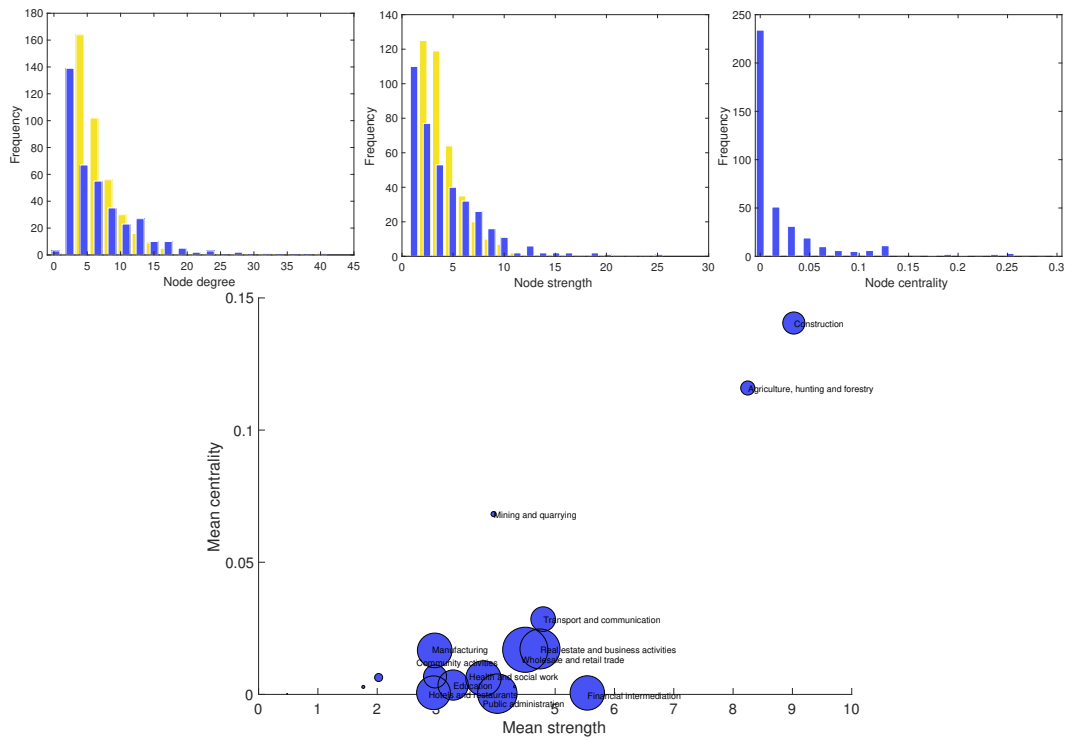 180
160
140
120
100
80
60
40
20
0
Frequency
0 5 10 15 20 25 30 35 40 45
Node degree
140
120
100
80
60
40
20
0
Frequency
0 5 10 15 20 25 30
Node strength
250
200
150
100
50
0
Frequency
0 0.05 0.1 0.15 0.2 0.25 0.3
Node centrality
0.15
0.1
0.05
0
Mean centrality
Construction
Agriculture, hunting and forestry
Mining and quarrying
Transport and communication
Manufacturing
Real estate and business activities
Wholesale and retail trade
Community activities
Health and social work
Education
Hotels and restaurants
Financial intermediation
Public administration
0 1 2 3 4 5 6 7 8 9 10
Mean strength